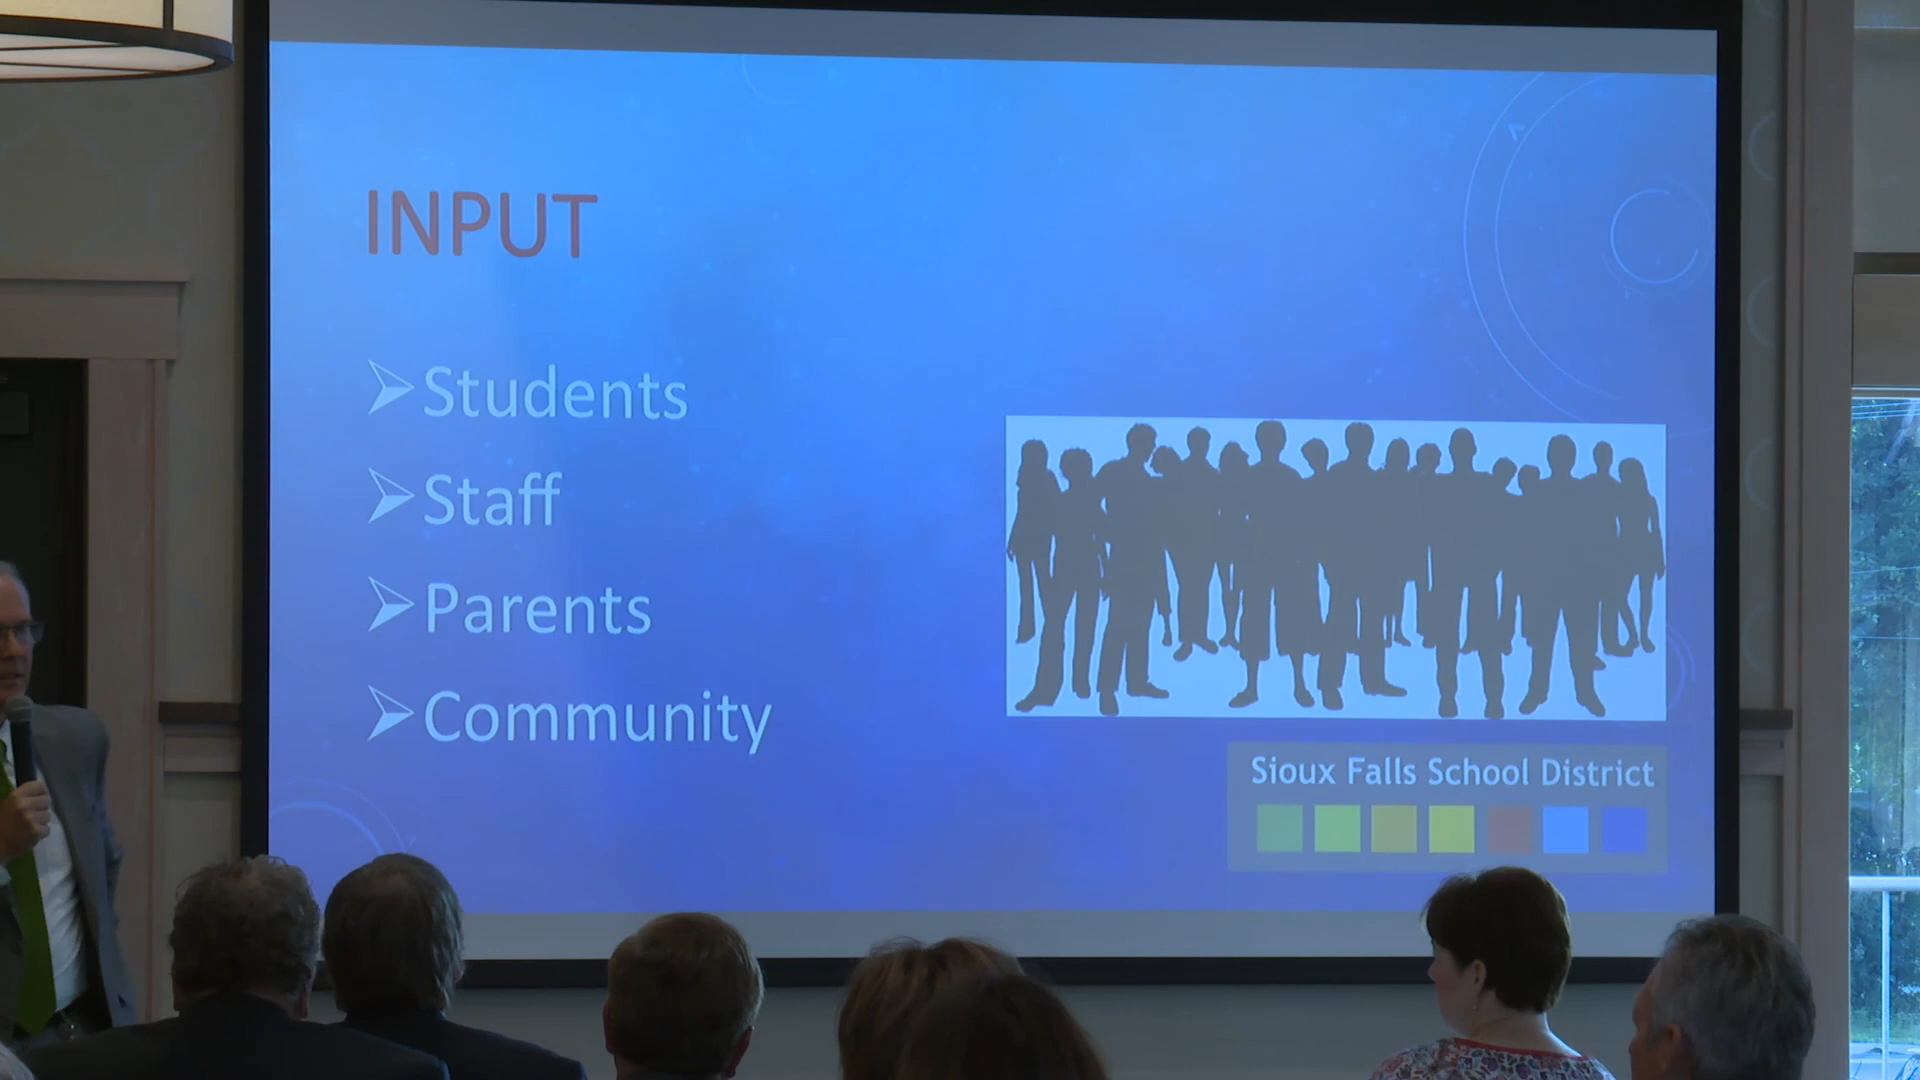 INPUT
Students
Staff
Parents
Community
Sioux Falls School District